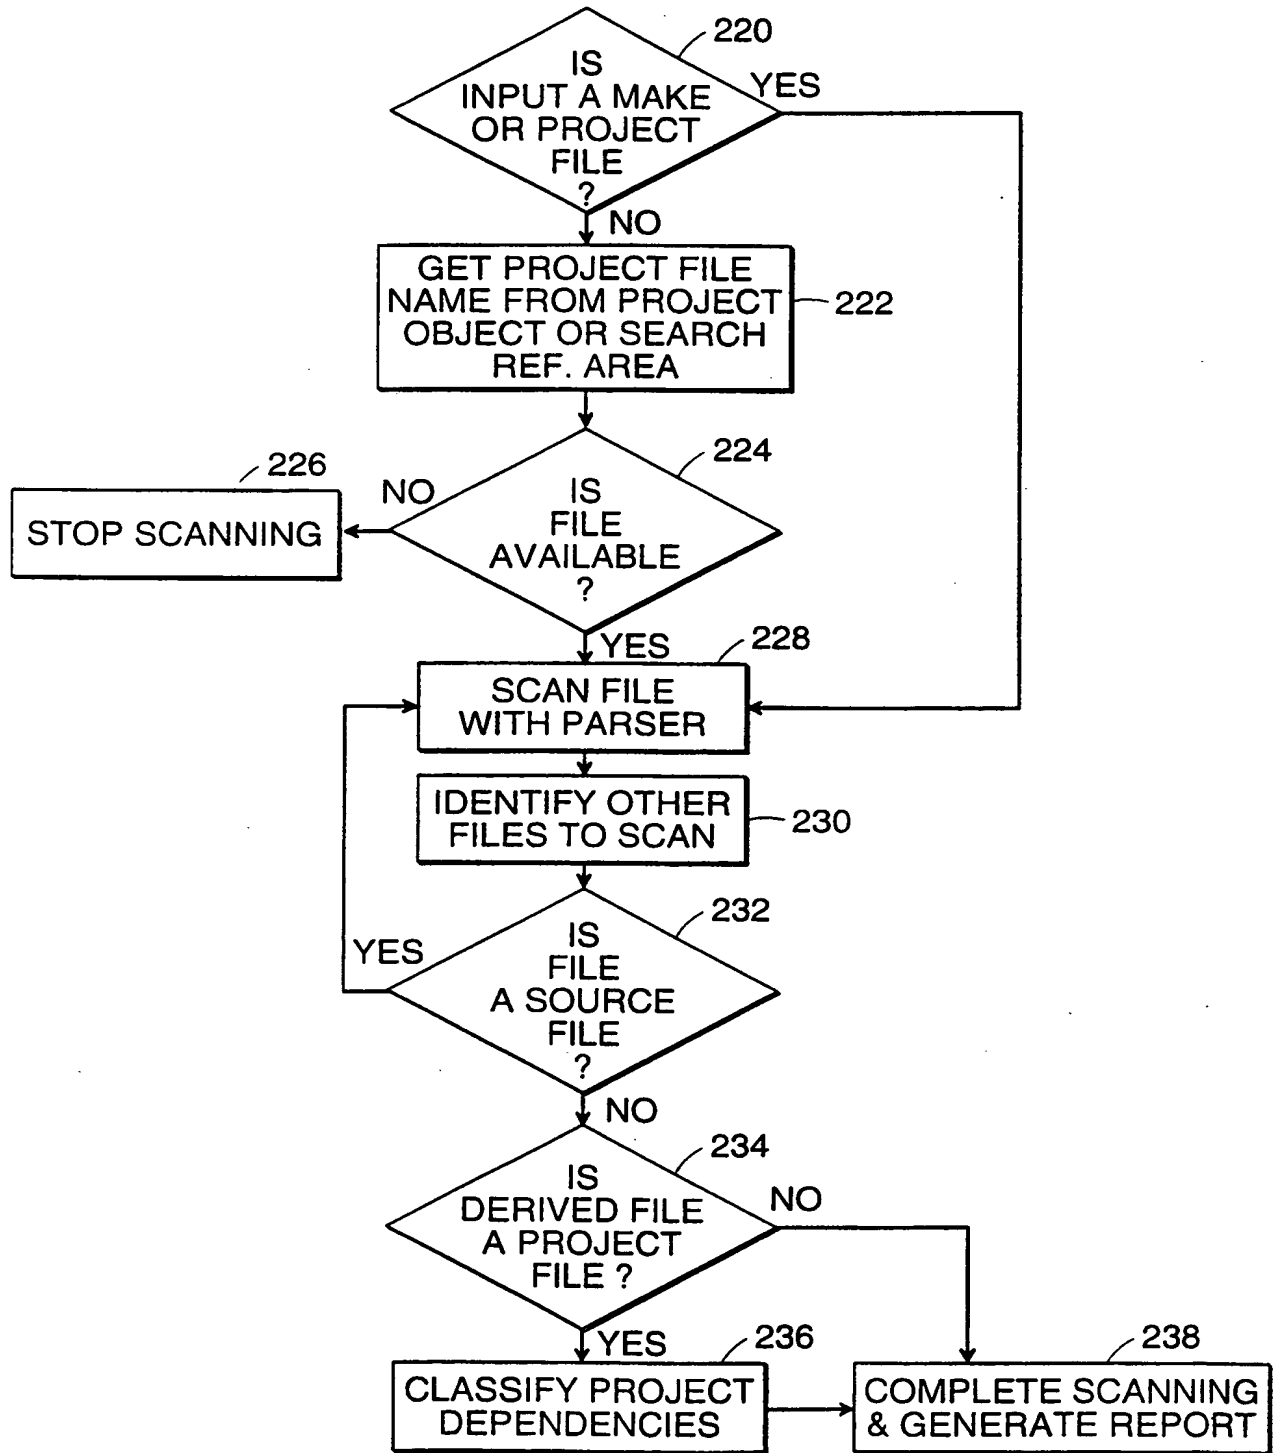 220
IS
INPUT A MAKE
OR PROJECT
FILE
?
YES
NO
GET PROJECT FILE
NAME FROM PROJECT
OBJECT OR SEARCH
REF. AREA
222
224
226
NO
IS
FILE
AVAILABLE
?
STOP SCANNING
YES
228
SCAN FILE
WITH PARSER
IDENTIFY OTHER
FILES TO SCAN
230
232
YES
IS
FILE
A SOURCE
FILE
?
NO
234
IS
DERIVED FILE
A PROJECT
FILE ?
NO
YES
236
238
CLASSIFY PROJECT
DEPENDENCIES
COMPLETE SCANNING
& GENERATE REPORT